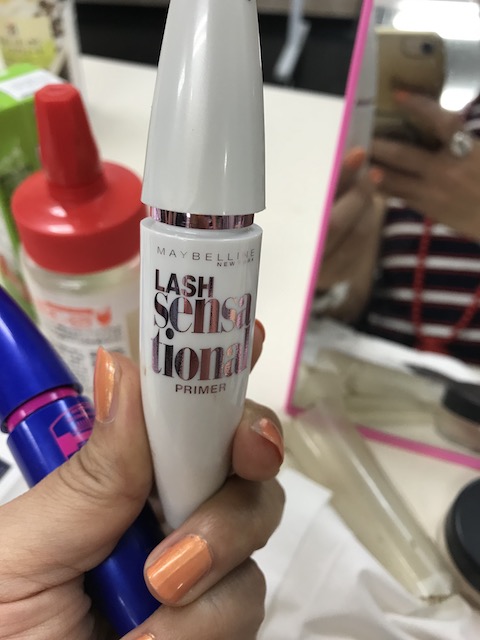 MAYBELLINE
NEW YORK
LASH
sensa
tional
PRIMER